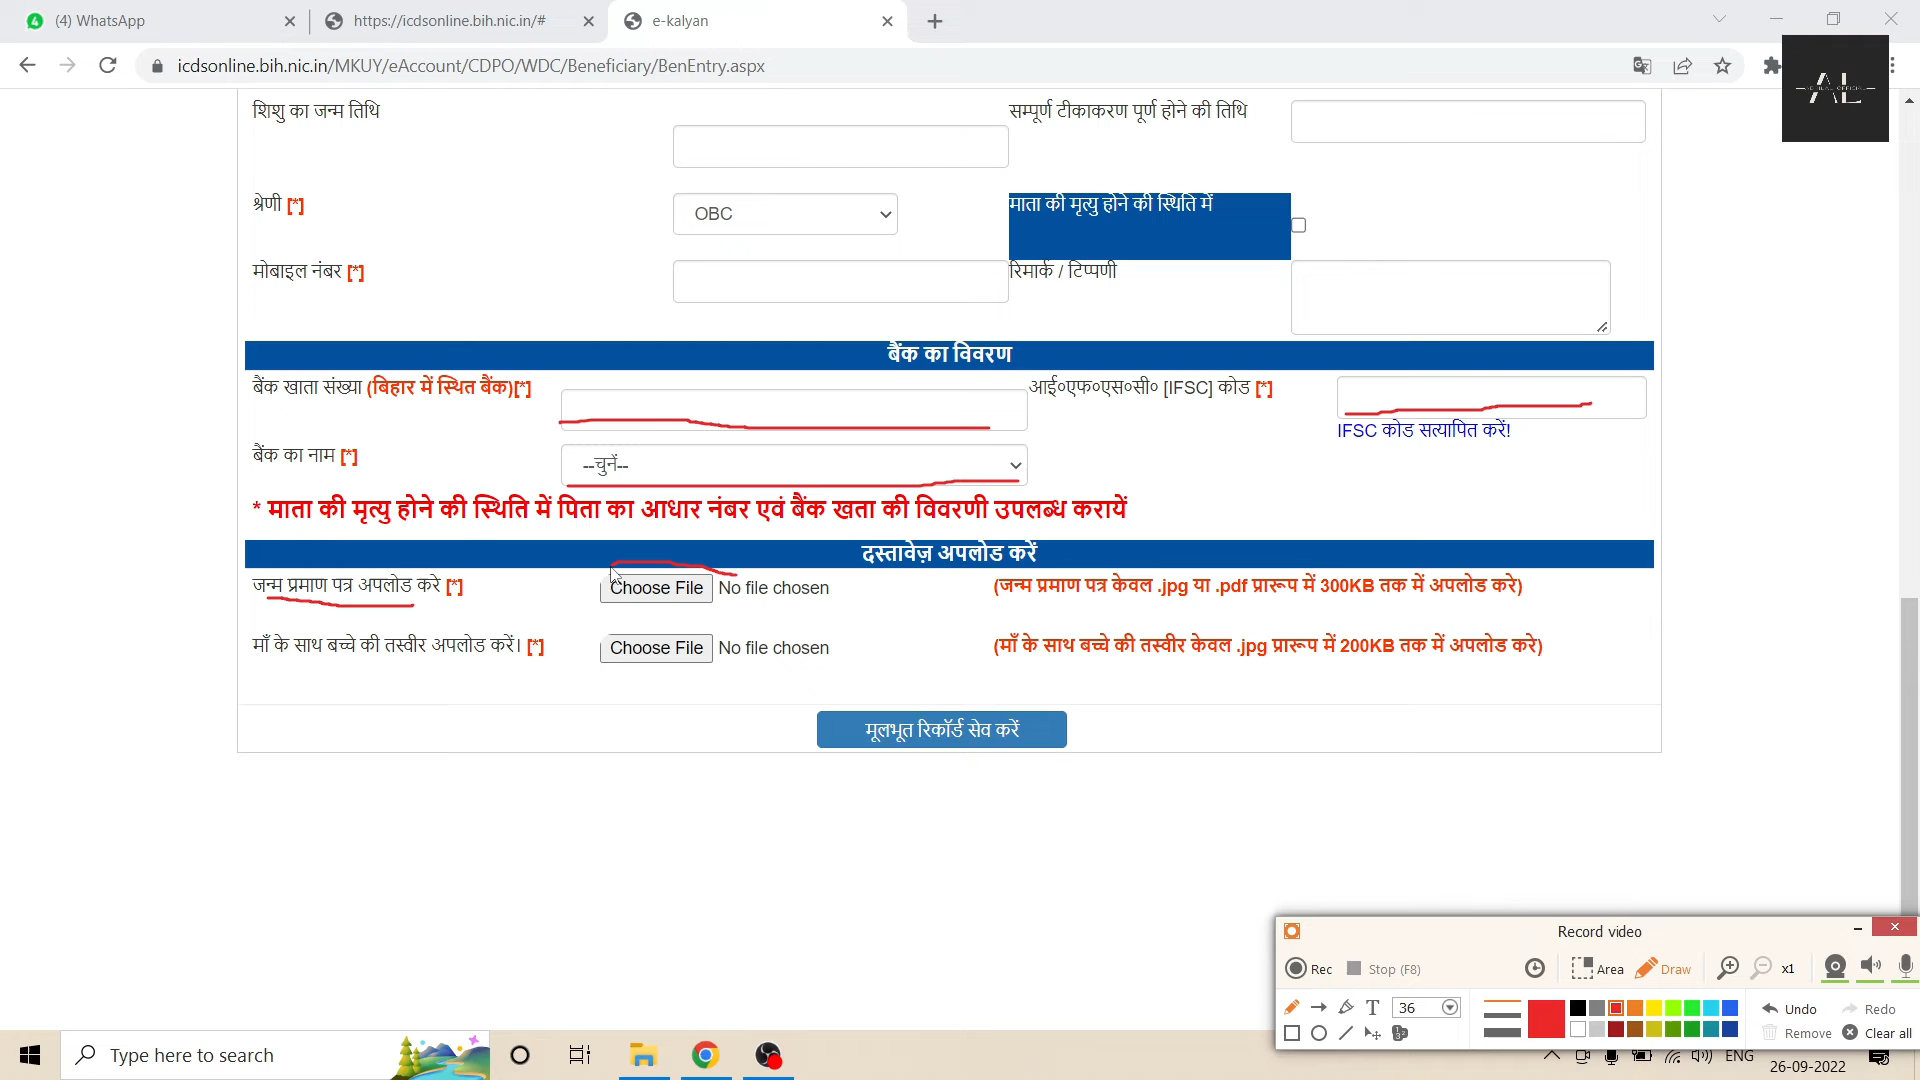 (4) WhatsApp
https://icdsonline.bih.nic.in/#
e-kalyan
icdsonline.bih.nic.in/MKUY/eAccount/CDPO/WDC/Beneficiary/BenEntry.aspx
AL
शिशु का जन्म तिथि
सम्पूर्ण टीकाकरण पूर्ण होने की तिथि
श्रेणी [*]
OBC
माता की मृत्यु होने की स्थिति में
मोबाइल नंबर [*]
रिमार्क / टिप्पणी
बैंक का विवरण
बैंक खाता संख्या (बिहार में स्थित बैंक)[*]
आई०एफ०एस०सी० [IFSC] कोड [*]
IFSC कोड सत्यापित करें!
बैंक का नाम [*]
--चुनें--
* माता की मृत्यु होने की स्थिति में पिता का आधार नंबर एवं बैंक खता की विवरणी उपलब्ध करायें
दस्तावेज़ अपलोड करें
जन्म प्रमाण पत्र अपलोड करे [*]
Choose File No file chosen
(जन्म प्रमाण पत्र केवल .jpg या .pdf प्रारूप में 300KB तक में अपलोड करे)
माँ के साथ बच्चे की तस्वीर अपलोड करें। [*]
Choose File No file chosen
(माँ के साथ बच्चे की तस्वीर केवल .jpg प्रारूप में 200KB तक में अपलोड करे)
मूलभूत रिकॉर्ड सेव करें
Record video
Rec
Stop (F8)
Area
Draw
x1
T
36
Undo
Redo
Remove
Clear all
Type here to search
ENG
26-09-2022